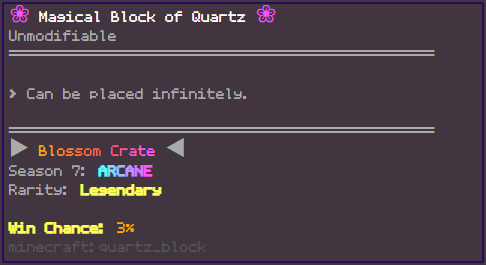 ❀ Magical Block of Quartz ❀
Unmodifiable
> Can be placed infinitely.
▶ Blossom Crate ◀
Season 7: ARCANE
Rarity: Legendary
Win Chance: 3%
minecraft:quartz_block